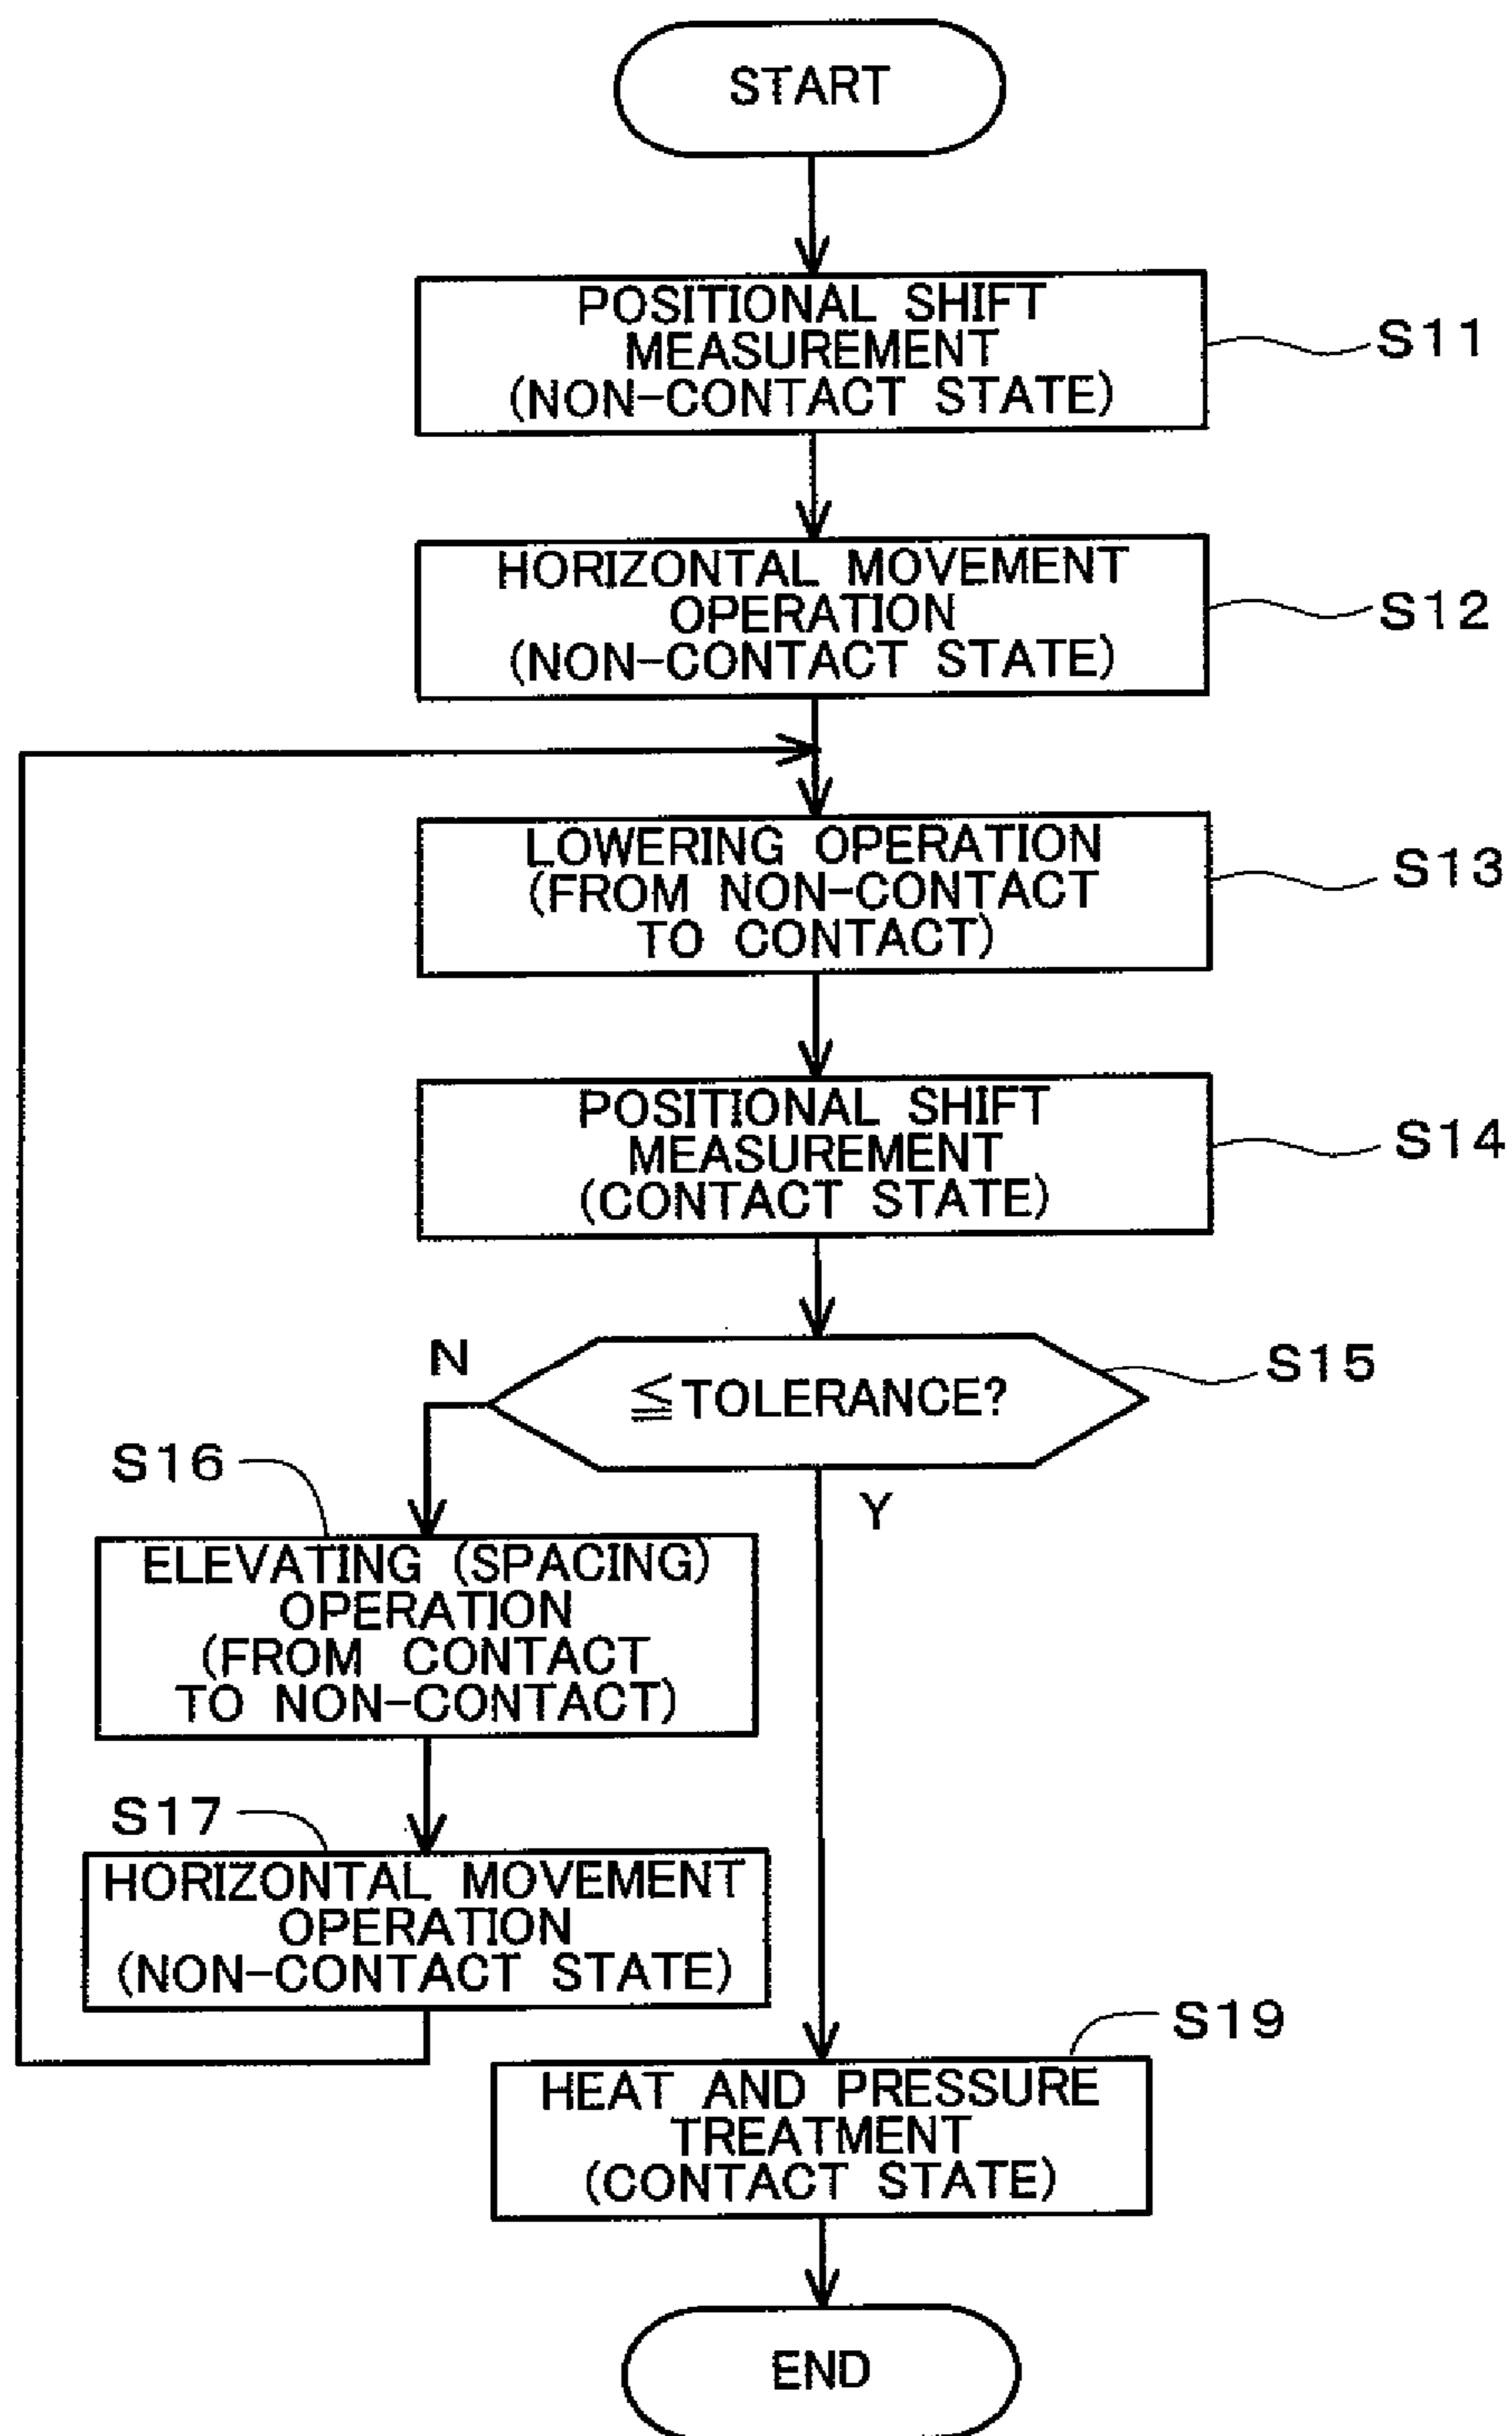 START
POSITIONAL SHIFT
MEASUREMENT
(NON-CONTACT STATE)
S11
HORIZONTAL MOVEMENT
OPERATION
(NON-CONTACT STATE)
S12
LOWERING OPERATION
(FROM NON-CONTACT
TO CONTACT)
S13
POSITIONAL SHIFT
MEASUREMENT
(CONTACT STATE)
S14
N
≦TOLERANCE?
S15
Y
S16
ELEVATING (SPACING)
OPERATION
(FROM CONTACT
TO NON-CONTACT)
S17
HORIZONTAL MOVEMENT
OPERATION
(NON-CONTACT STATE)
S19
HEAT AND PRESSURE
TREATMENT
(CONTACT STATE)
END